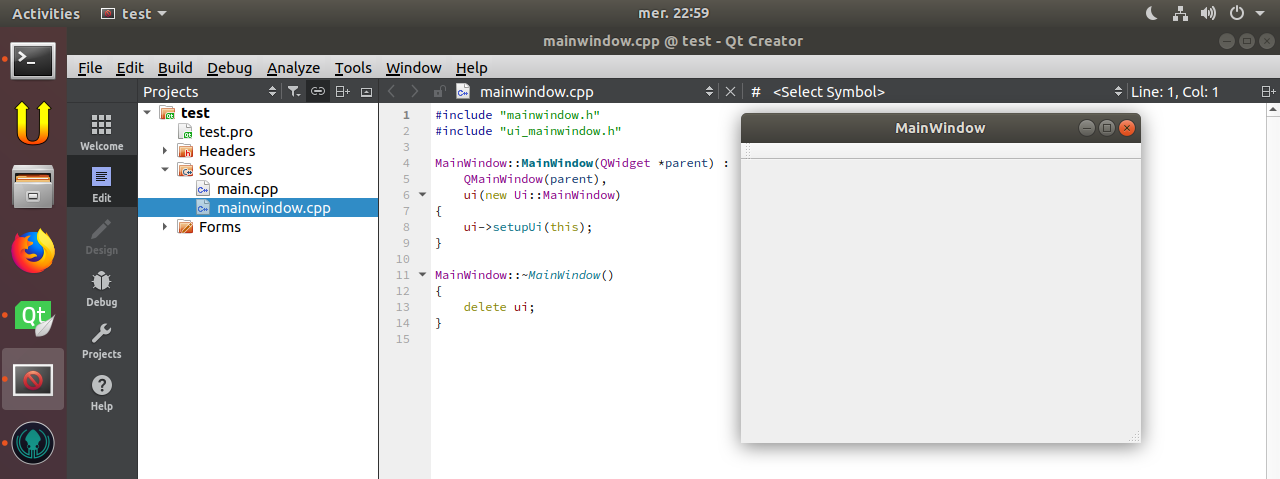 Activities test mer. 22:59
mainwindow.cpp @ test - Qt Creator
File Edit Build Debug Analyze Tools Window Help
Projects mainwindow.cpp # <Select Symbol> Line: 1, Col: 1
Welcome
Edit
Design
Debug
Projects
Help
test
test.pro
Headers
Sources
main.cpp
mainwindow.cpp
Forms
1 #include "mainwindow.h"
2 #include "ui_mainwindow.h"
3
4 MainWindow::MainWindow(QWidget *parent) :
5 QMainWindow(parent),
6 ui(new Ui::MainWindow)
7 {
8 ui->setupUi(this);
9 }
10
11 MainWindow::~MainWindow()
12 {
13 delete ui;
14 }
15
MainWindow
Qt